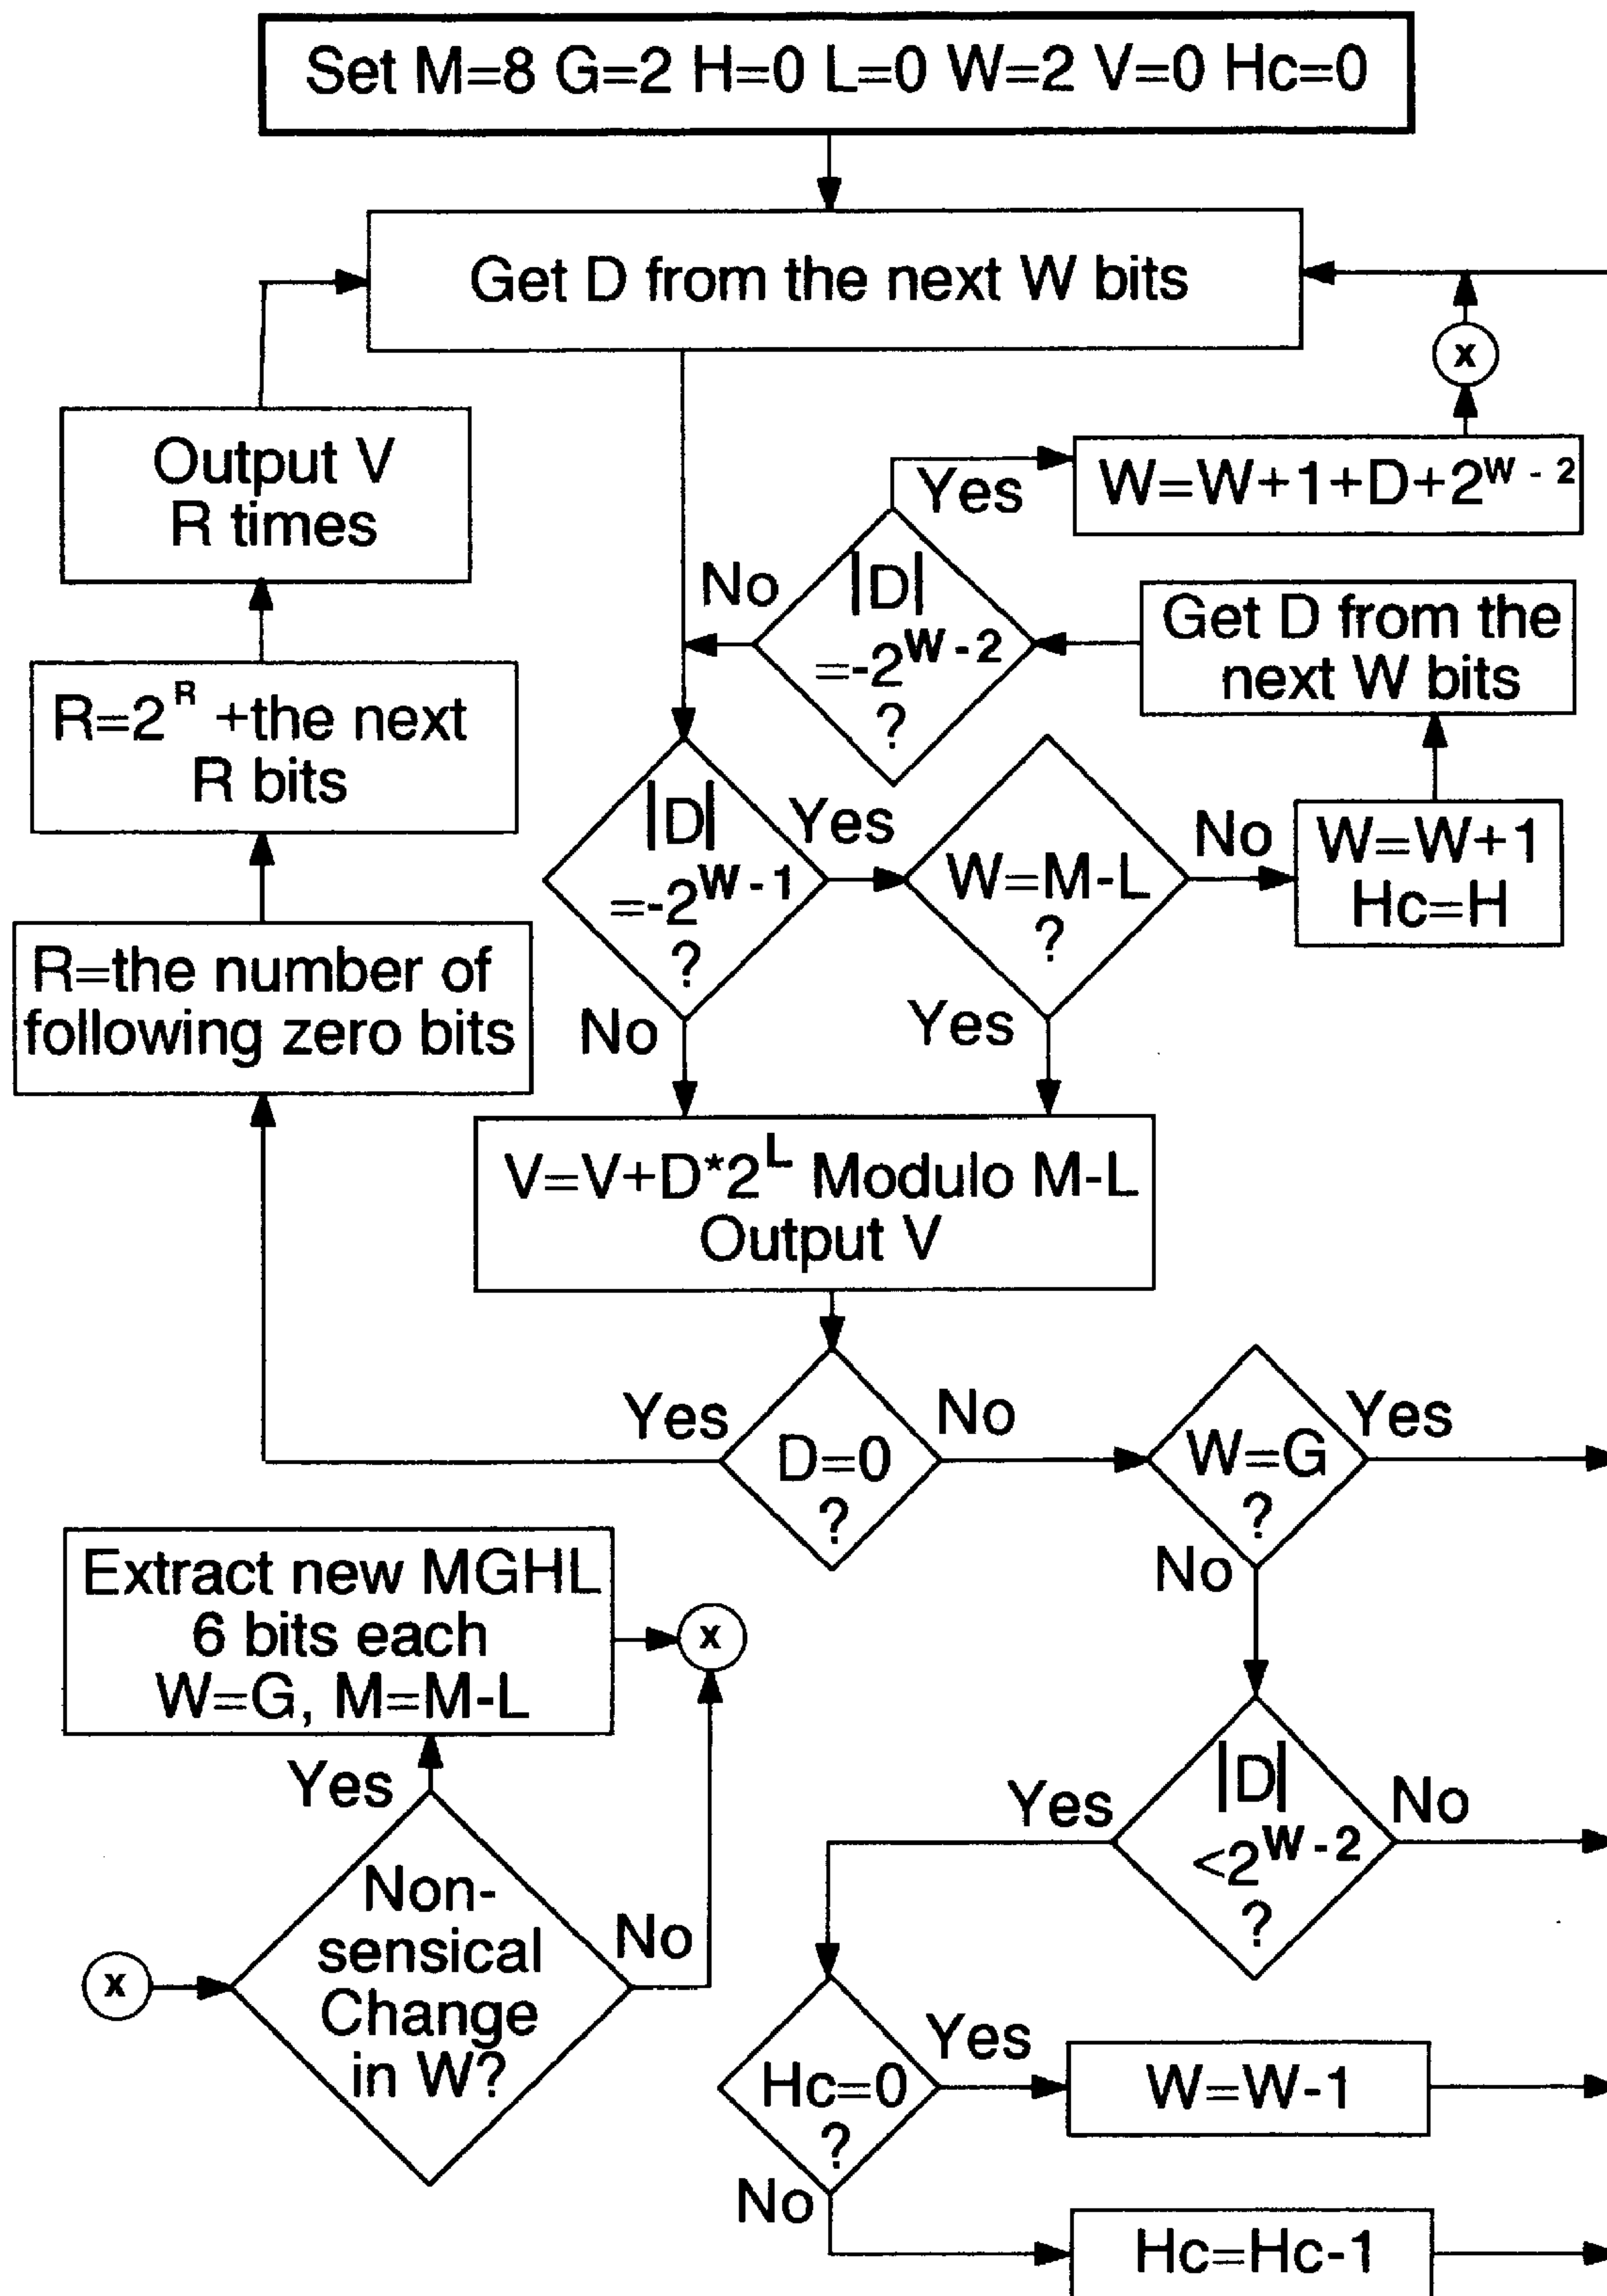 Set M=8 G=2 H=0 L=0 W=2 V=0 Hc=0
Get D from the next W bits
x
Output V
R times
Yes
W=W+1+D+2^W-2
No
|D|
=-2^W-2
?
Get D from the
next W bits
R=2^R +the next
R bits
|D|
=-2^W-1
?
Yes
W=M-L
?
No
W=W+1
Hc=H
R=the number of
following zero bits
No
Yes
V=V+D*2^L Modulo M-L
Output V
Yes
D=0
?
No
W=G
?
Yes
No
Extract new MGHL
6 bits each
W=G, M=M-L
x
Yes
Non-
sensical
Change
in W?
No
x
Yes
|D|
<2^W-2
?
No
Hc=0
?
Yes
W=W-1
No
Hc=Hc-1